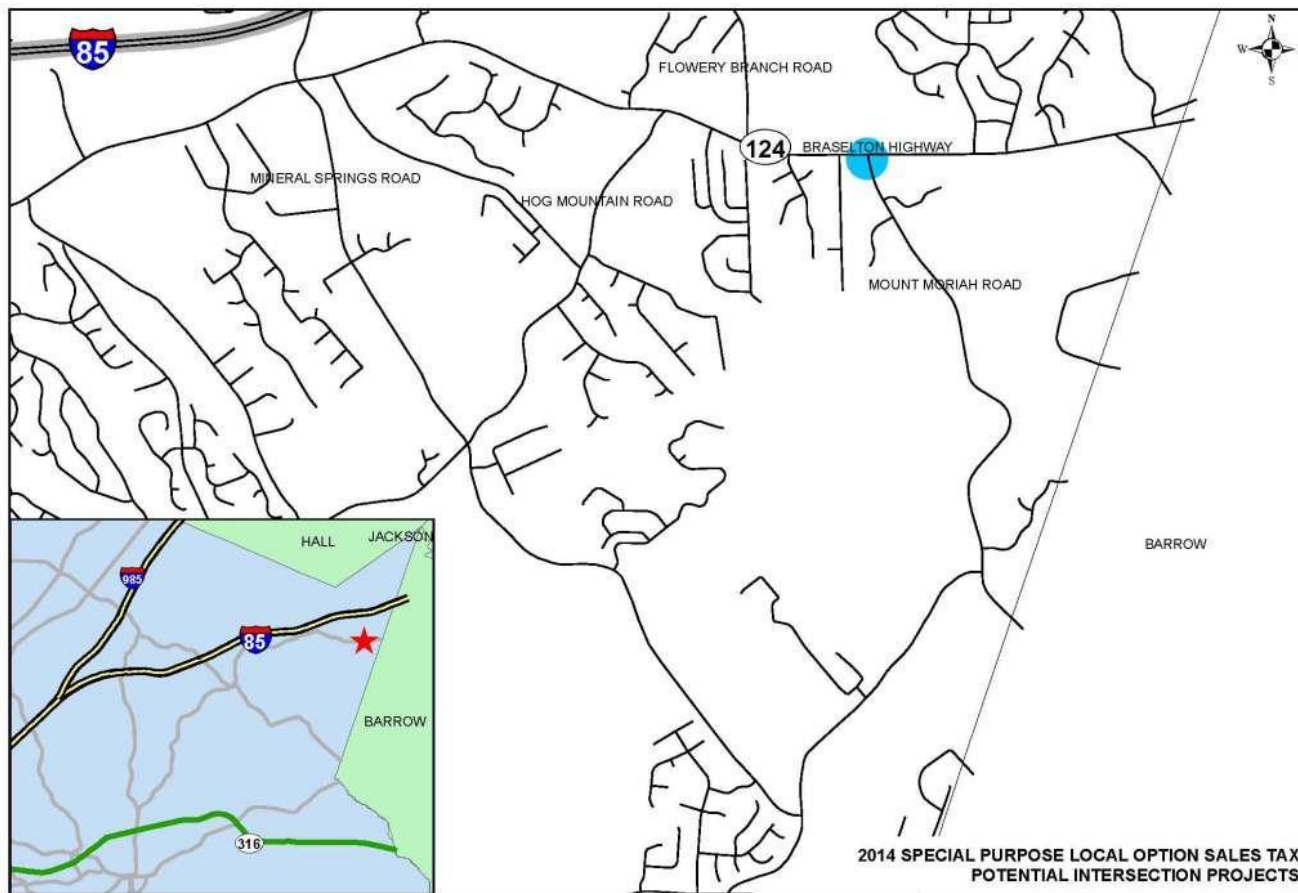 85
N
W
S
FLOWERY BRANCH ROAD
124
BRASELTON HIGHWAY
MINERAL SPRINGS ROAD
HOG MOUNTAIN ROAD
MOUNT MORIAH ROAD
BARROW
HALL
JACKSON
985
85
BARROW
316
2014 SPECIAL PURPOSE LOCAL OPTION SALES TAX
POTENTIAL INTERSECTION PROJECTS